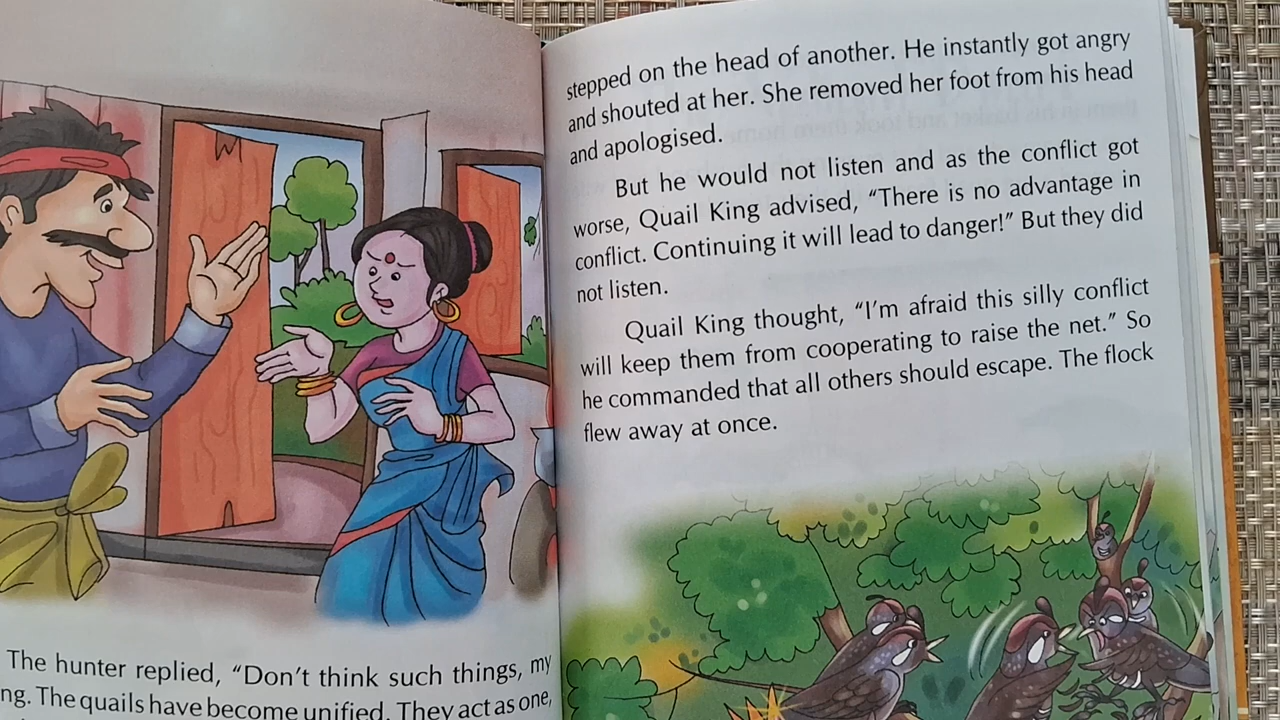 The hunter replied, “Don’t think such things, my
The quails have become unified. They act as one,
stepped on the head of another. He instantly got angry
and shouted at her. She removed her foot from his head
and apologised.
But he would not listen and as the conflict got
worse, Quail King advised, “There is no advantage in
conflict. Continuing it will lead to danger!” But they did
not listen.
Quail King thought, “I’m afraid this silly conflict
will keep them from cooperating to raise the net.” So
he commanded that all others should escape. The flock
flew away at once.